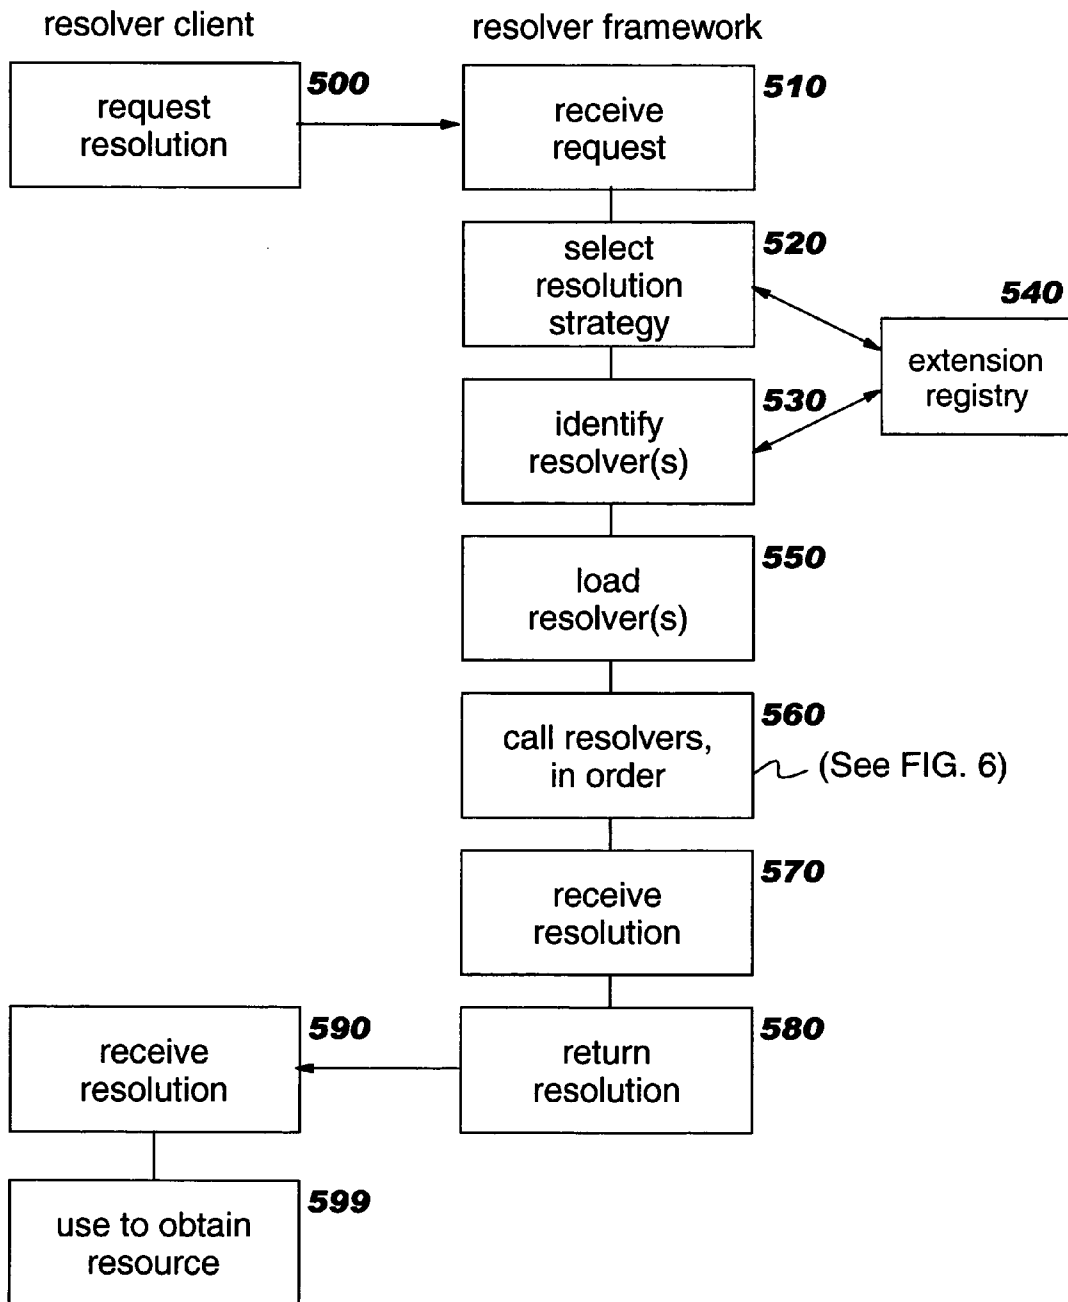 resolver client
resolver framework
500
request
resolution
510
receive
request
520
select
resolution
strategy
540
extension
registry
530
identify
resolver(s)
550
load
resolver(s)
560
call resolvers,
in order
(See FIG. 6)
570
receive
resolution
580
return
resolution
590
receive
resolution
599
use to obtain
resource